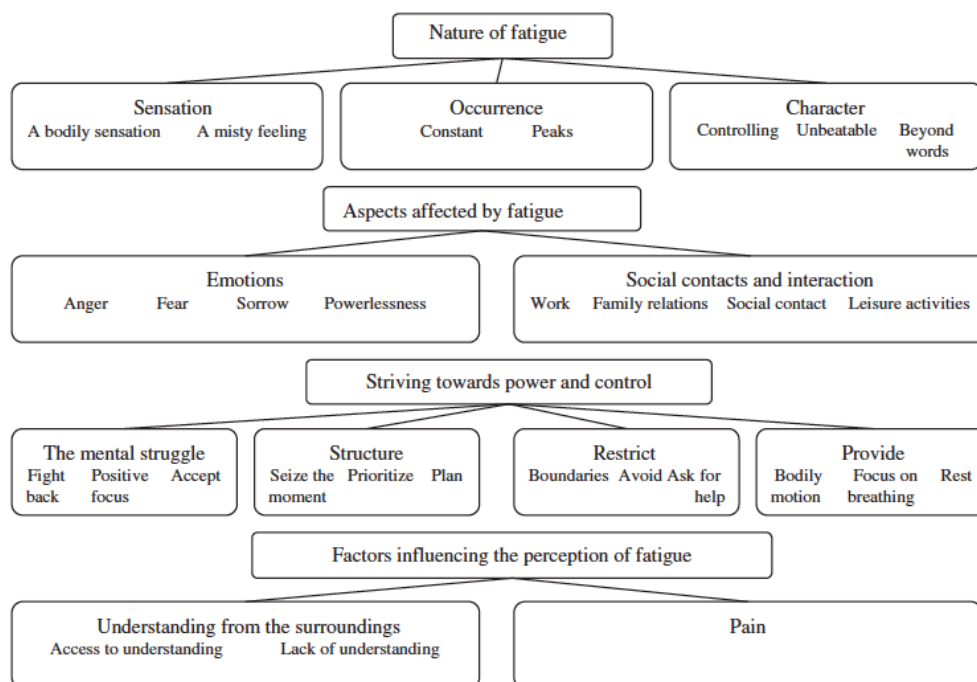 Nature of fatigue
Sensation
A bodily sensation A misty feeling
Occurrence
Constant Peaks
Character
Controlling Unbeatable Beyond
words
Aspects affected by fatigue
Emotions
Anger Fear Sorrow Powerlessness
Social contacts and interaction
Work Family relations Social contact Leisure activities
Striving towards power and control
The mental struggle
Fight Positive Accept
back focus
Structure
Seize the Prioritize Plan
moment
Restrict
Boundaries Avoid Ask for
help
Provide
Bodily Focus on Rest
motion breathing
Factors influencing the perception of fatigue
Understanding from the surroundings
Access to understanding Lack of understanding
Pain